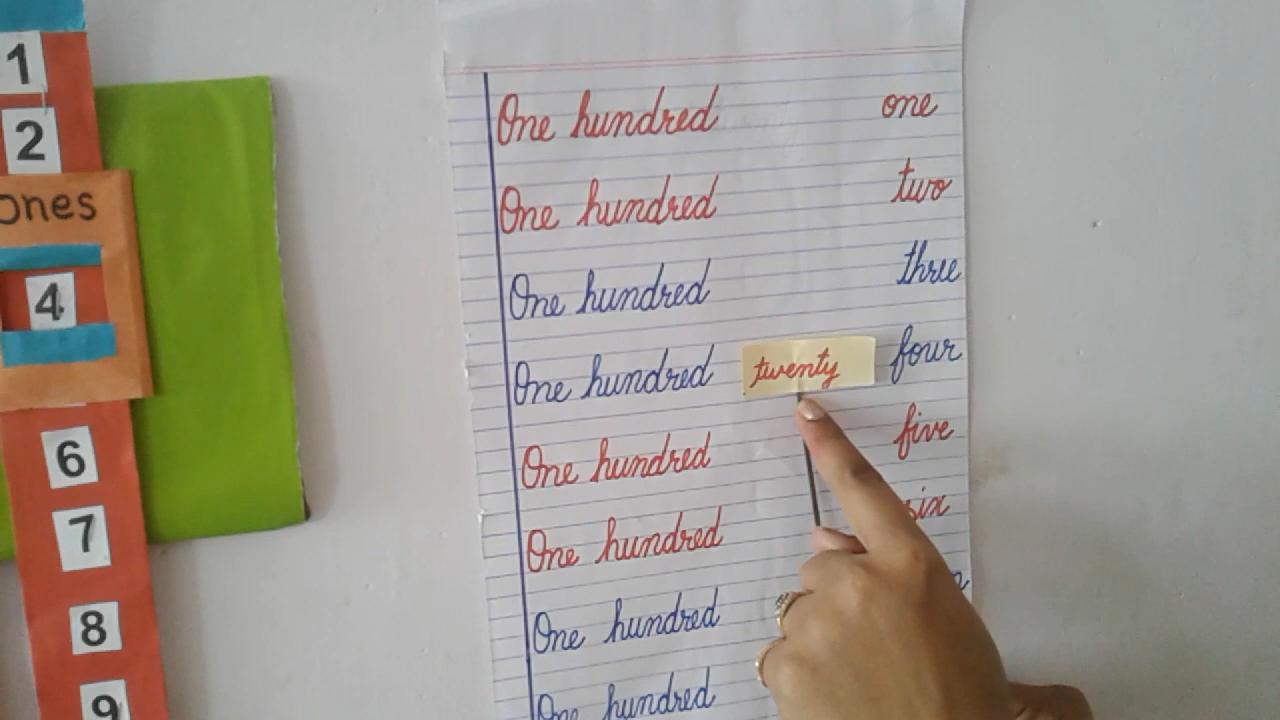 1
2
Ones
4
6
7
8
9
One hundred one
One hundred two
One hundred three
One hundred twenty four
One hundred five
One hundred six
One hundred
One hundred